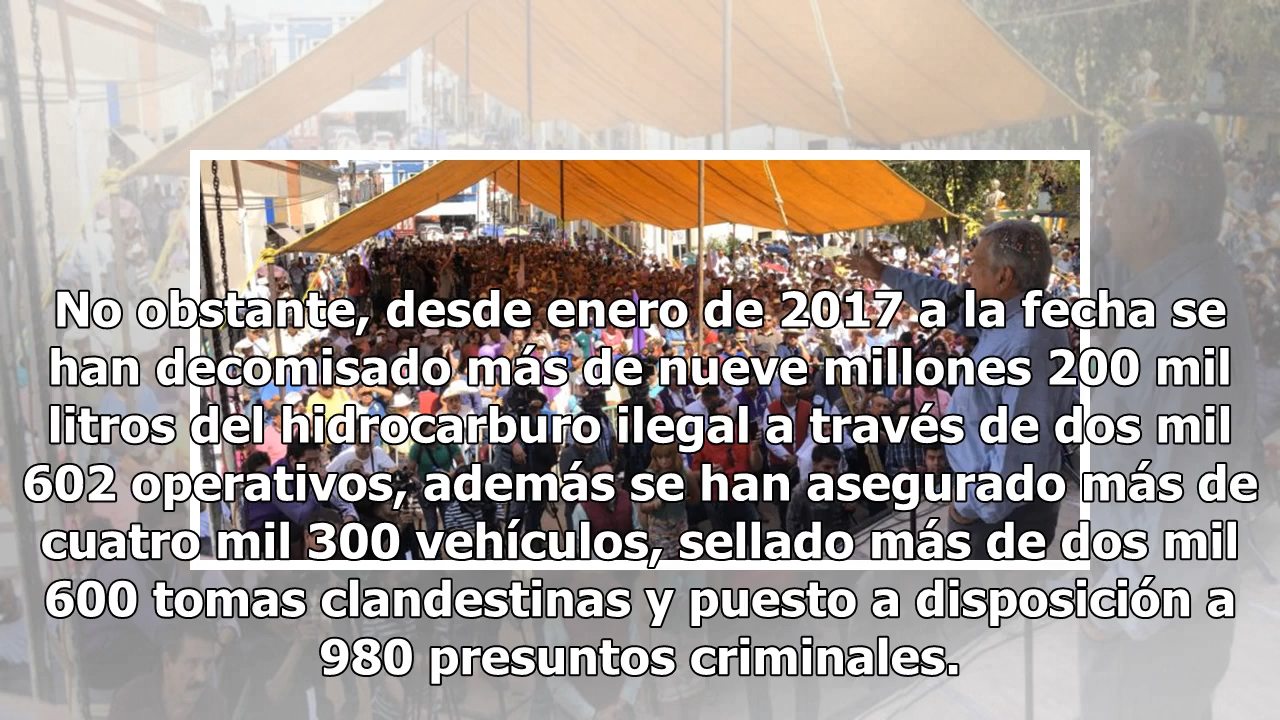 No obstante, desde enero de 2017 a la fecha se
han decomisado más de nueve millones 200 mil
litros del hidrocarburo ilegal a través de dos mil
602 operativos, además se han asegurado más de
cuatro mil 300 vehículos, sellado más de dos mil
600 tomas clandestinas y puesto a disposición a
980 presuntos criminales.